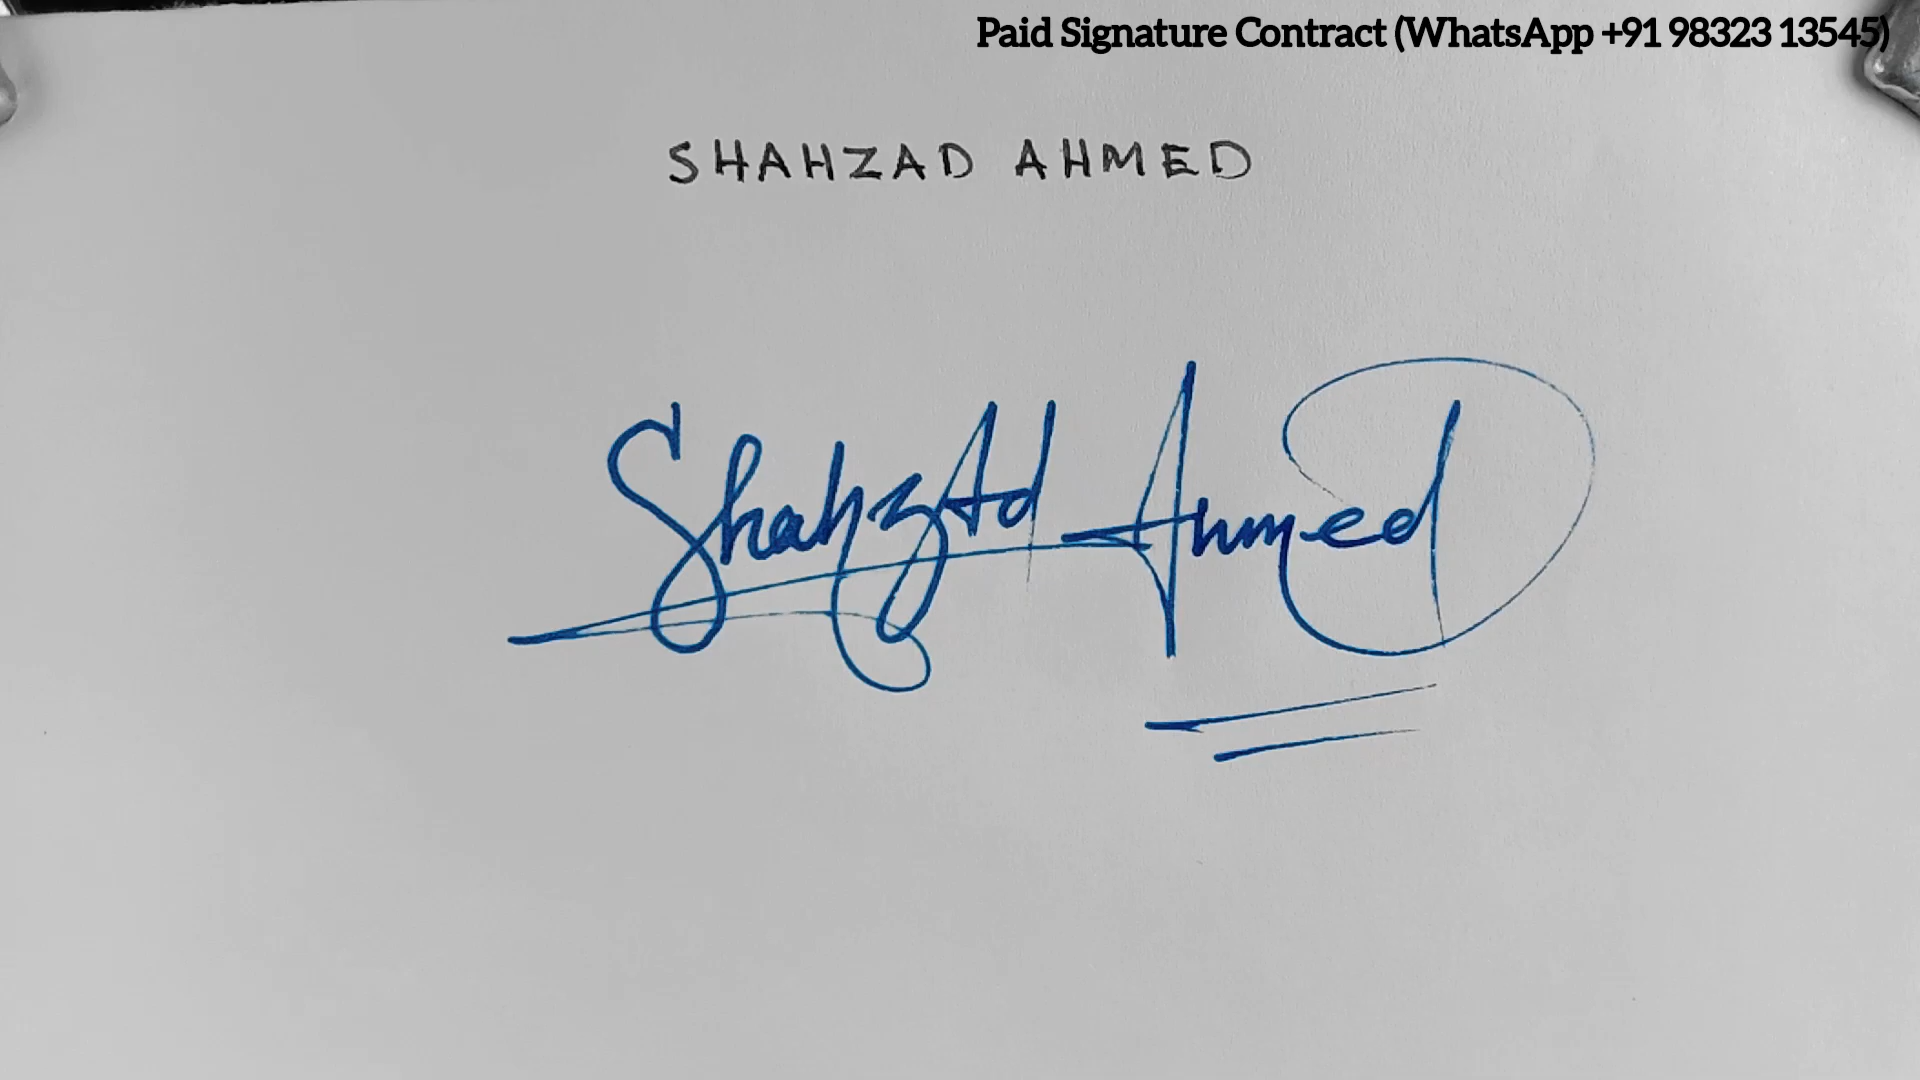 Paid Signature Contract (WhatsApp +91 98323 13545)
SHAHZAD AHMED
Shahzad Ahmed